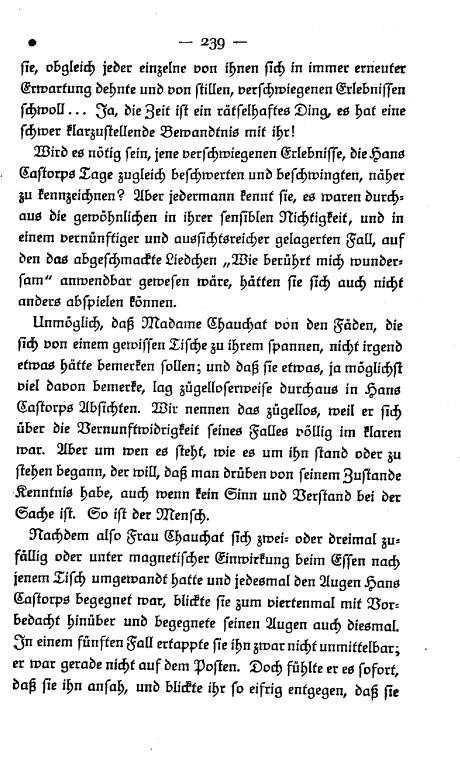 — 239 —
sie, obgleich jeder einzelne von ihnen sich in immer erneuter
Erwartung dehnte und von stillen, verschwiegenen Erlebnissen
schwoll... Ja, die Zeit ist ein rätselhaftes Ding, es hat eine
schwer klarzustellende Bewandtnis mit ihr!
Wird es nötig sein, jene verschwiegenen Erlebnisse, die Hans
Castorps Tage zugleich beschwerten und beschwingten, näher
zu kennzeichnen? Aber jedermann kennt sie, es waren durch-
aus die gewöhnlichen in ihrer sensiblen Nichtigkeit, und in
einem vernünftiger und aussichtsreicher gelagerten Fall, auf
den das abgeschmackte Liedchen „Wie berührt mich wunder-
sam“ anwendbar gewesen wäre, hätten sie sich auch nicht
anders abspielen können.
Unmöglich, daß Madame Chauchat von den Fäden, die
sich von einem gewissen Tische zu ihrem spannen, nicht irgend
etwas hätte bemerken sollen; und daß sie etwas, ja möglichst
viel davon bemerke, lag zügelloserweise durchaus in Hans
Castorps Absichten. Wir nennen das zügellos, weil er sich
über die Vernunftwidrigkeit seines Falles völlig im klaren
war. Aber um wen es steht, wie es um ihn stand oder zu
stehen begann, der will, daß man drüben von seinem Zustande
Kenntnis habe, auch wenn kein Sinn und Verstand bei der
Sache ist. So ist der Mensch.
Nachdem also Frau Chauchat sich zwei- oder dreimal zu-
fällig oder unter magnetischer Einwirkung beim Essen nach
jenem Tisch umgewandt hatte und jedesmal den Augen Hans
Castorps begegnet war, blickte sie zum viertenmal mit Vor-
bedacht hinüber und begegnete seinen Augen auch diesmal.
In einem fünften Fall ertappte sie ihn zwar nicht unmittelbar;
er war gerade nicht auf dem Posten. Doch fühlte er es sofort,
daß sie ihn ansah, und blickte ihr so eifrig entgegen, daß sie